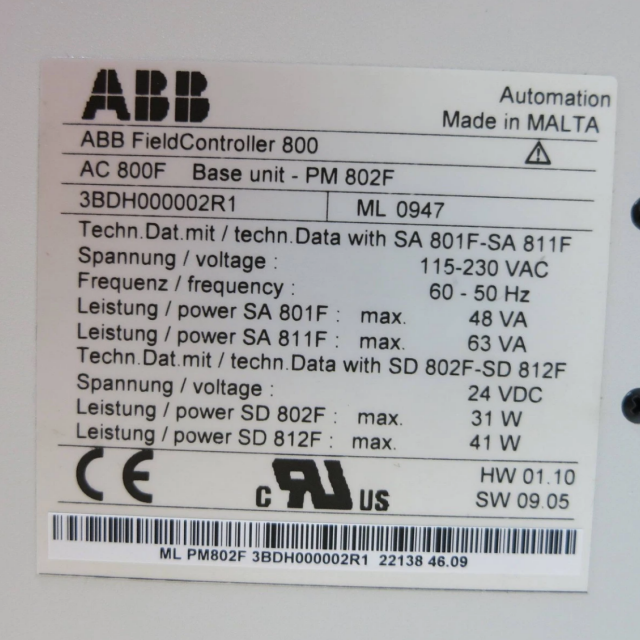 ABB
Automation
Made in MALTA
ABB FieldController 800
AC 800F Base unit - PM 802F
3BDH000002R1 ML 0947
Techn.Dat.mit / techn.Data with SA 801F-SA 811F
Spannung / voltage : 115-230 VAC
Frequenz / frequency : 60 - 50 Hz
Leistung / power SA 801F : max. 48 VA
Leistung / power SA 811F : max. 63 VA
Techn.Dat.mit / techn.Data with SD 802F-SD 812F
Spannung / voltage : 24 VDC
Leistung / power SD 802F : max. 31 W
Leistung / power SD 812F : max. 41 W
CE
C RU US
HW 01.10
SW 09.05
ML PM802F 3BDH000002R1 22138 46.09